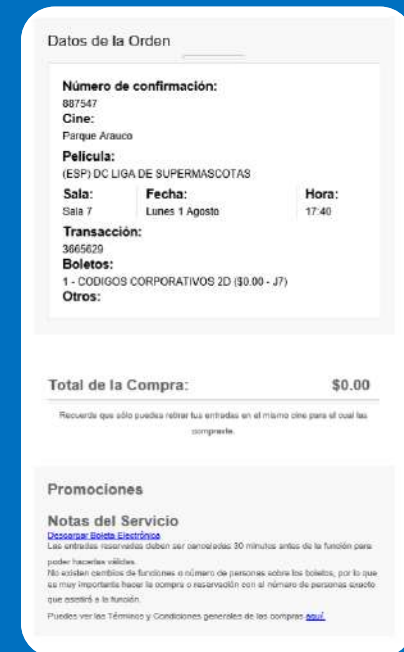 Datos de la Orden
Número de confirmación:
887547
Cine:
Parque Arauco
Película:
(ESP) DC LIGA DE SUPERMASCOTAS
Sala: Fecha: Hora:
Sala 7 Lunes 1 Agosto 17:40
Transacción:
3665629
Boletos:
1 - CODIGOS CORPORATIVOS 2D ($0.00 - J7)
Otros:
Total de la Compra: $0.00
Recuerda que sólo puedes retirar tus entradas en el mismo cine para el cual las
compraste.
Promociones
Notas del Servicio
Descargar Boleta Electrónica
Las entradas reservadas deben ser canceladas 30 minutos antes de la función para
poder hacerlas válidas.
No existen cambios de funciones o número de personas sobre los boletos, por lo que
es muy importante hacer la compra o reservación con el número de personas exacto
que asistirá a la función.
Puedes ver las Términos y Condiciones generales de las compras aquí.